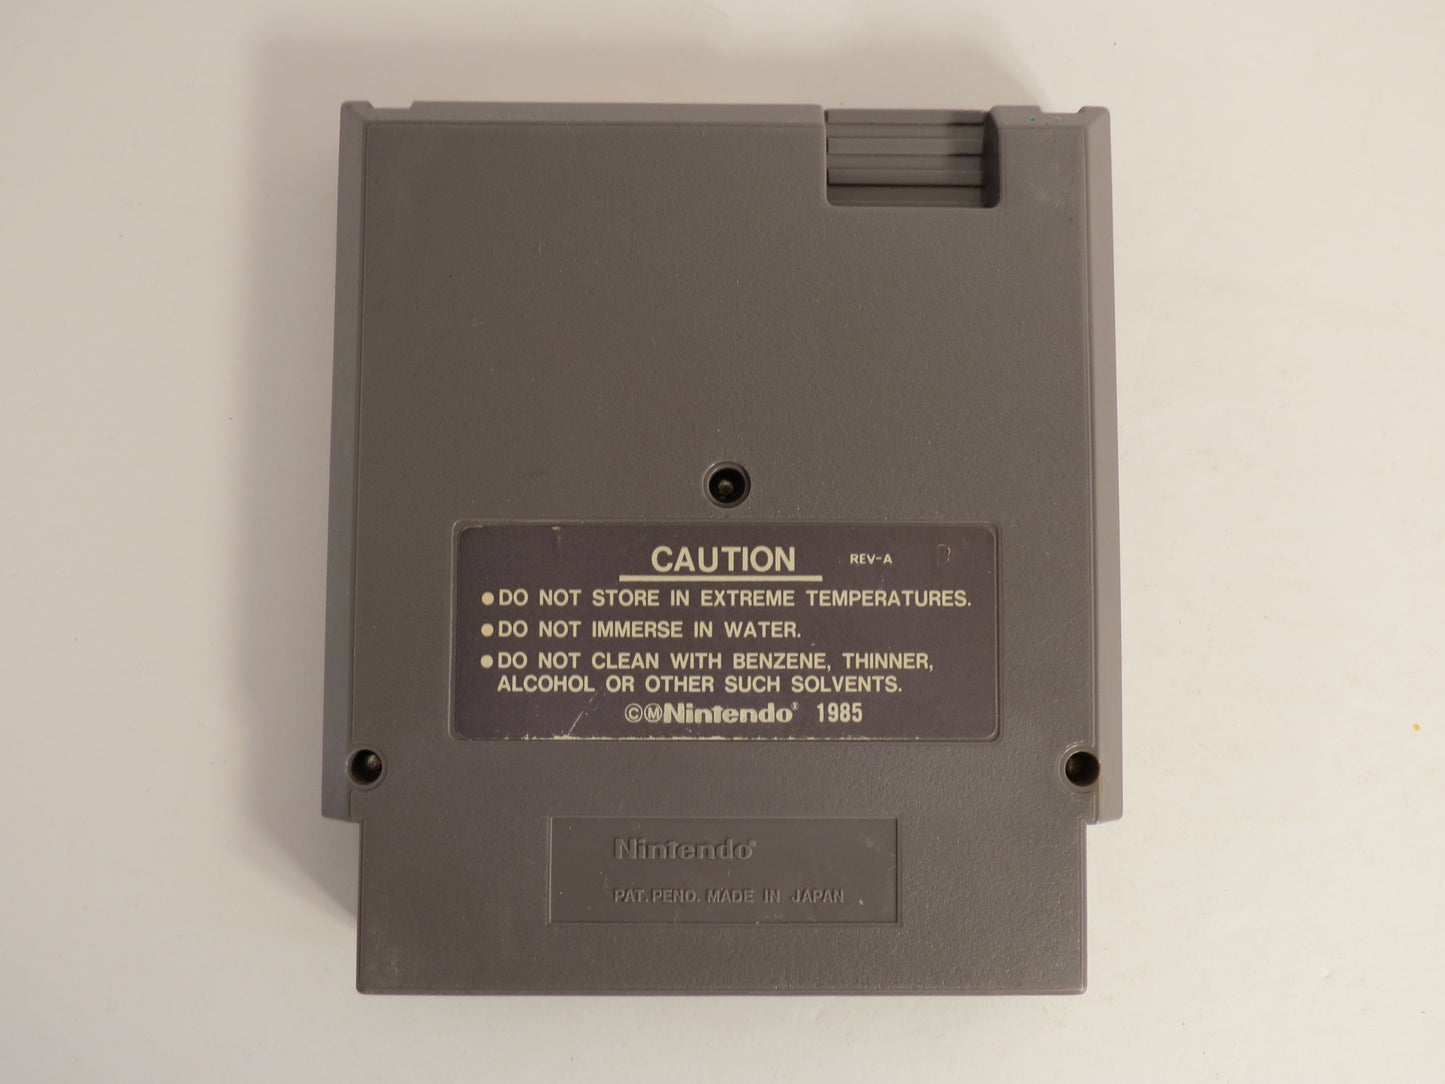 CAUTION REV-A B
●DO NOT STORE IN EXTREME TEMPERATURES.
●DO NOT IMMERSE IN WATER.
●DO NOT CLEAN WITH BENZENE, THINNER,
ALCOHOL OR OTHER SUCH SOLVENTS.
©ⓂNintendo® 1985
Nintendo®
PAT. PEND. MADE IN JAPAN